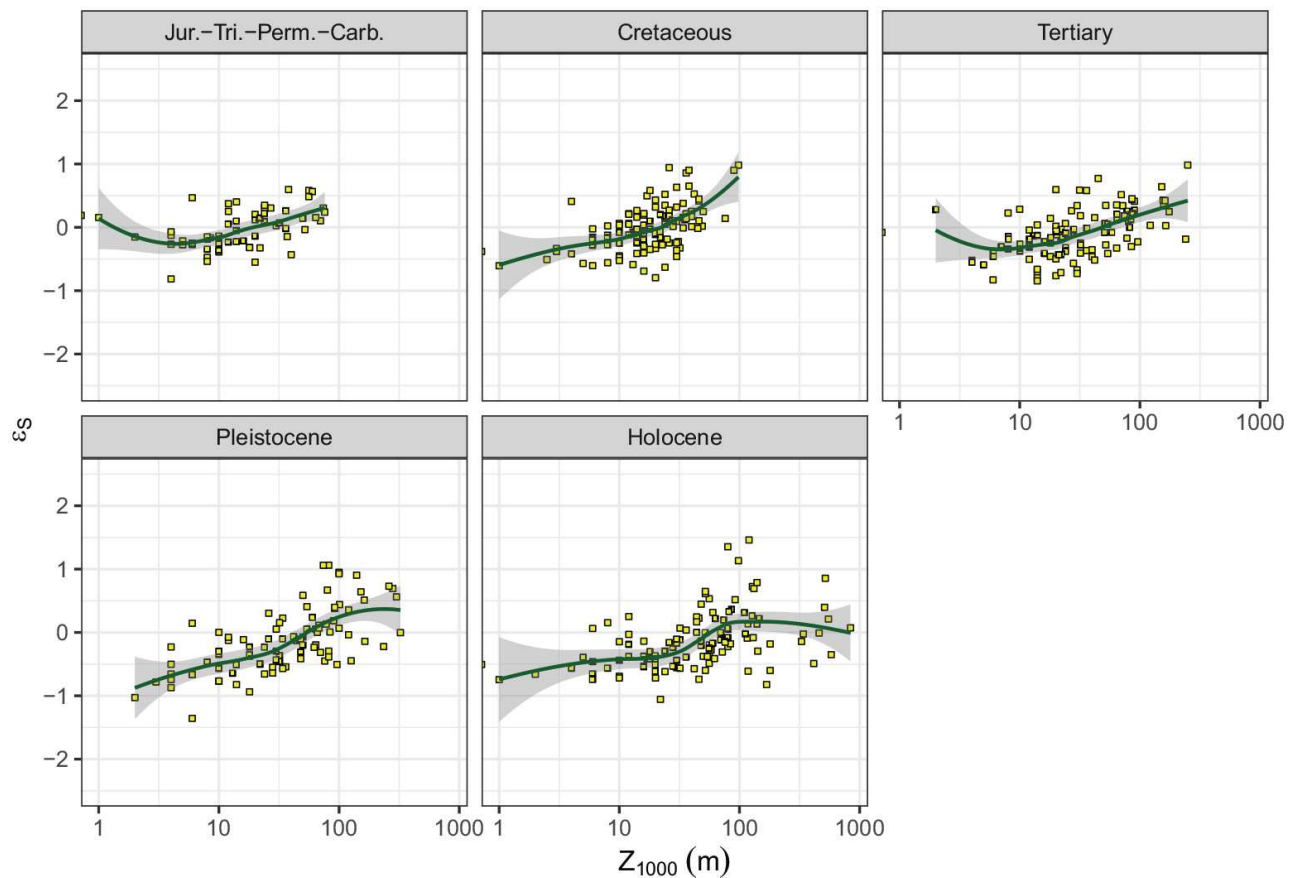 Jur.−Tri.−Perm.−Carb. Cretaceous Tertiary
2
1
0
−1
−2
1 10 100 1000
εS
Pleistocene Holocene
2
1
0
−1
−2
1 10 100 1000 1 10 100 1000
Z1000 (m)